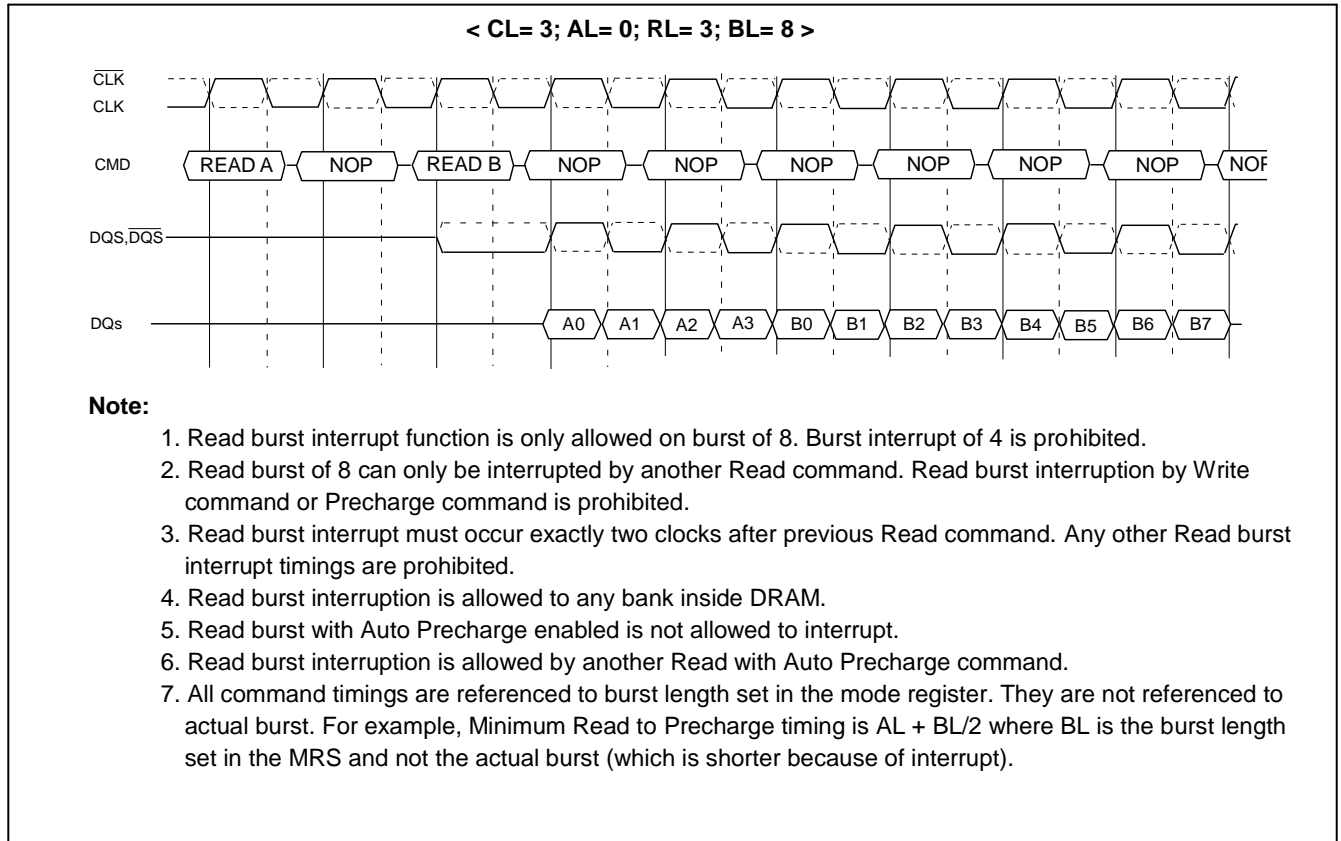 < CL= 3; AL= 0; RL= 3; BL= 8 >
CLK
CLK
CMD READ A NOP READ B NOP NOP NOP NOP NOP NOP NOP
DQS,DQS
DQs A0 A1 A2 A3 B0 B1 B2 B3 B4 B5 B6 B7
Note:
1. Read burst interrupt function is only allowed on burst of 8. Burst interrupt of 4 is prohibited.
2. Read burst of 8 can only be interrupted by another Read command. Read burst interruption by Write
command or Precharge command is prohibited.
3. Read burst interrupt must occur exactly two clocks after previous Read command. Any other Read burst
interrupt timings are prohibited.
4. Read burst interruption is allowed to any bank inside DRAM.
5. Read burst with Auto Precharge enabled is not allowed to interrupt.
6. Read burst interruption is allowed by another Read with Auto Precharge command.
7. All command timings are referenced to burst length set in the mode register. They are not referenced to
actual burst. For example, Minimum Read to Precharge timing is AL + BL/2 where BL is the burst length
set in the MRS and not the actual burst (which is shorter because of interrupt).